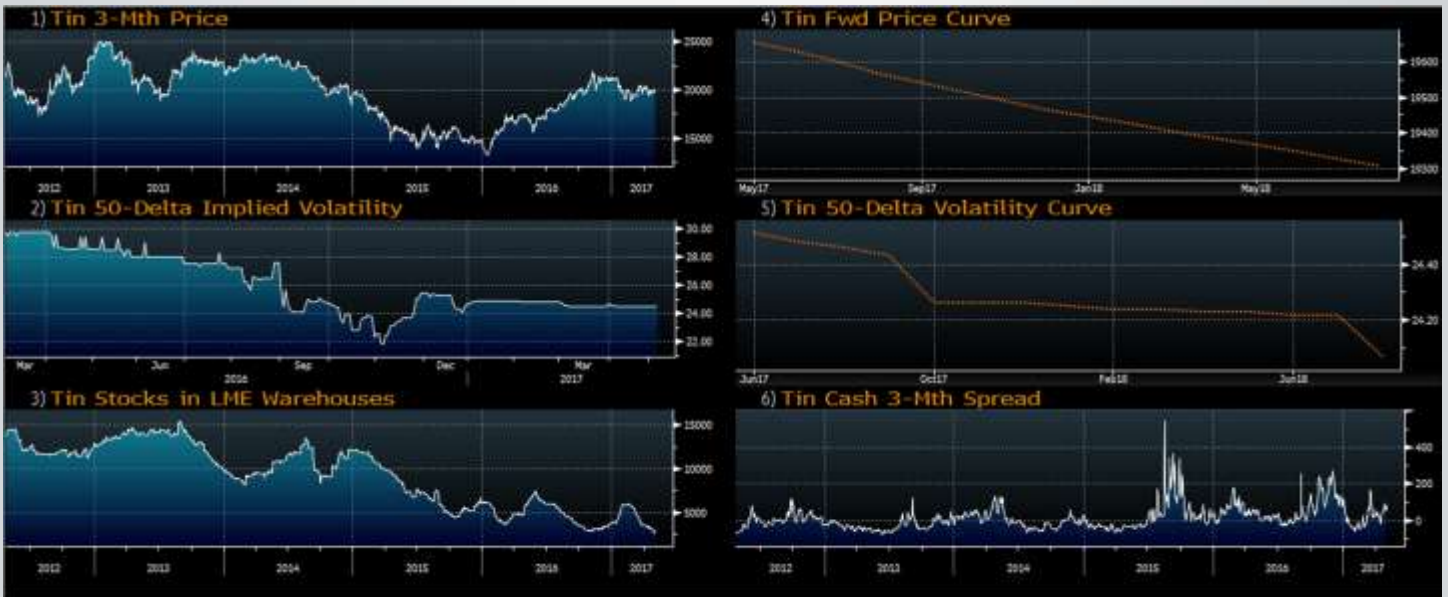 1) Tin 3-Mth Price
25000
20000
15000
2012 2013 2014 2015 2016 2017
2) Tin 50-Delta Implied Volatility
30.00
28.00
26.00
24.00
22.00
Mar Jun Sep Dec Mar
2016 2017
3) Tin Stocks in LME Warehouses
15000
10000
5000
2012 2013 2014 2015 2016 2017
4) Tin Fwd Price Curve
19600
19500
19400
19300
May17 Sep17 Jan18 May18
5) Tin 50-Delta Volatility Curve
24.40
24.20
Jun17 Oct17 Feb18 Jun18
6) Tin Cash 3-Mth Spread
400
200
0
2012 2013 2014 2015 2016 2017